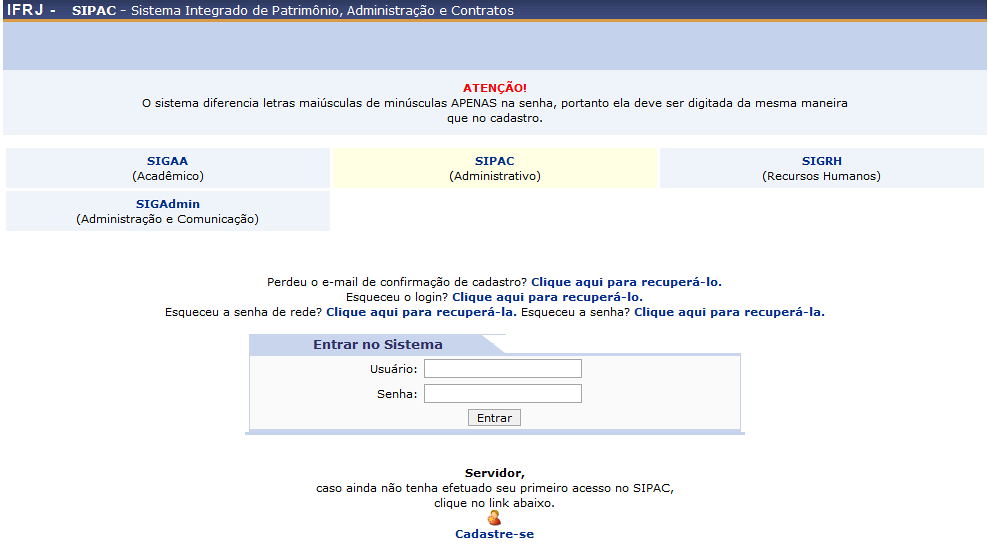 IFRJ - SIPAC - Sistema Integrado de Patrimônio, Administração e Contratos
ATENÇÃO!
O sistema diferencia letras maiúsculas de minúsculas APENAS na senha, portanto ela deve ser digitada da mesma maneira
que no cadastro.
SIGAA SIPAC SIGRH
(Acadêmico) (Administrativo) (Recursos Humanos)
SIGAdmin
(Administração e Comunicação)
Perdeu o e-mail de confirmação de cadastro? Clique aqui para recuperá-lo.
Esqueceu o login? Clique aqui para recuperá-lo.
Esqueceu a senha de rede? Clique aqui para recuperá-la. Esqueceu a senha? Clique aqui para recuperá-la.
Entrar no Sistema
Usuário:
Senha:
Entrar
Servidor,
caso ainda não tenha efetuado seu primeiro acesso no SIPAC,
clique no link abaixo.
Cadastre-se